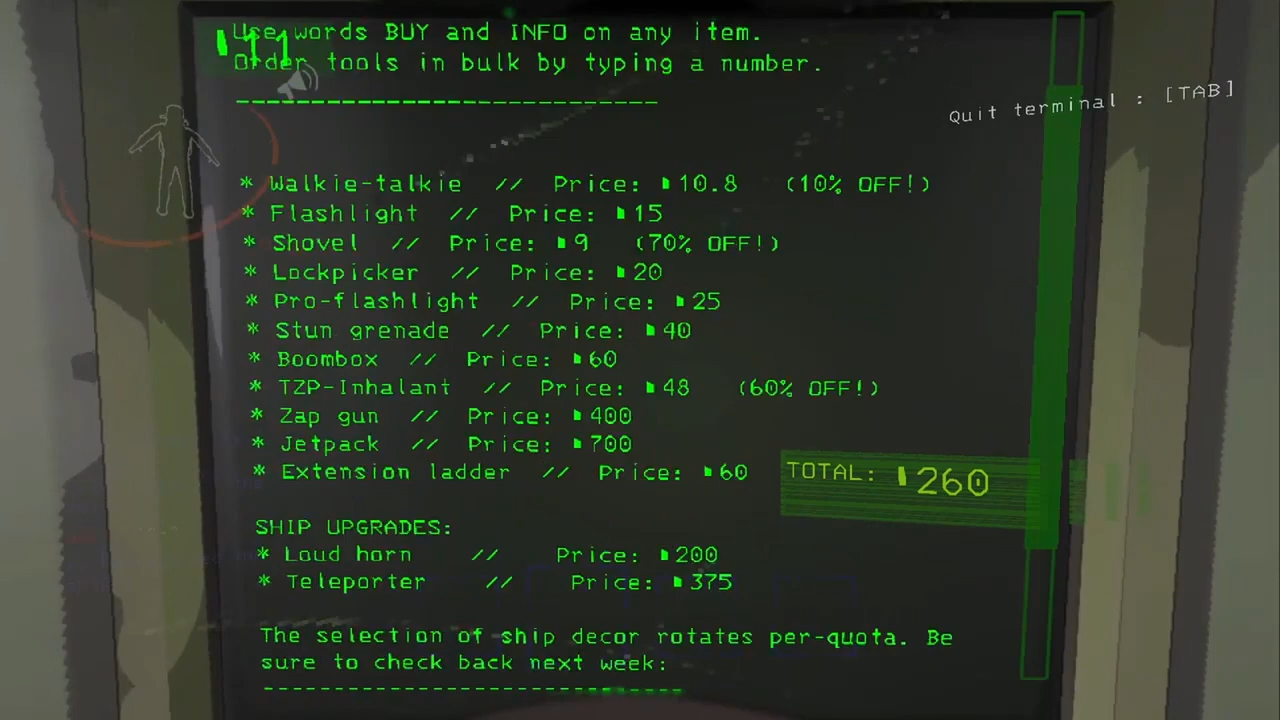 Use words BUY and INFO on any item.
▮11
Order tools in bulk by typing a number.
----------------------------
Quit terminal : [TAB]
* Walkie-talkie // Price: ▮10.8 (10% OFF!)
* Flashlight // Price: ▮15
* Shovel // Price: ▮9 (70% OFF!)
* Lockpicker // Price: ▮20
* Pro-flashlight // Price: ▮25
* Stun grenade // Price: ▮40
* Boombox // Price: ▮60
* TZP-Inhalant // Price: ▮48 (60% OFF!)
* Zap gun // Price: ▮400
* Jetpack // Price: ▮700
* Extension ladder // Price: ▮60
TOTAL: ▮260
SHIP UPGRADES:
* Loud horn // Price: ▮200
* Teleporter // Price: ▮375
The selection of ship decor rotates per-quota. Be
sure to check back next week:
----------------------------